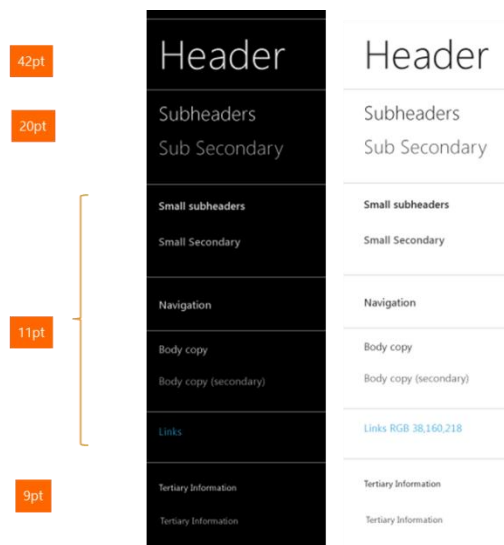 42pt
Header
Header
20pt
Subheaders
Subheaders
Sub Secondary
Sub Secondary
Small subheaders
Small subheaders
Small Secondary
Small Secondary
Navigation
Navigation
11pt
Body copy
Body copy
Body copy (secondary)
Body copy (secondary)
Links
Links RGB 38,160,218
9pt
Tertiary Information
Tertiary Information
Tertiary Information
Tertiary Information